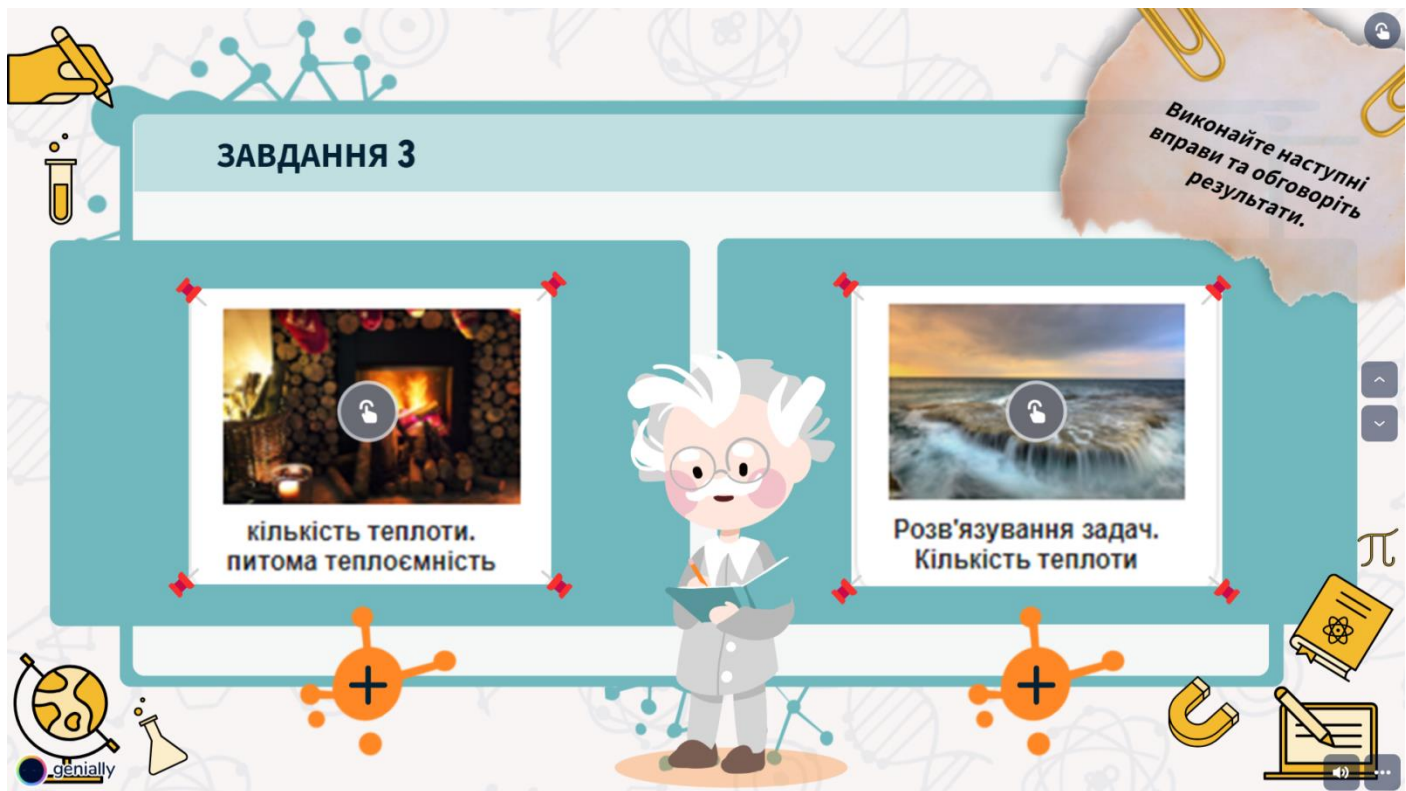 ЗАВДАННЯ 3
Виконайте наступні
вправи та обговоріть
результати.
кількість теплоти.
питома теплоємність
Розв'язування задач.
Кількість теплоти
π
genially